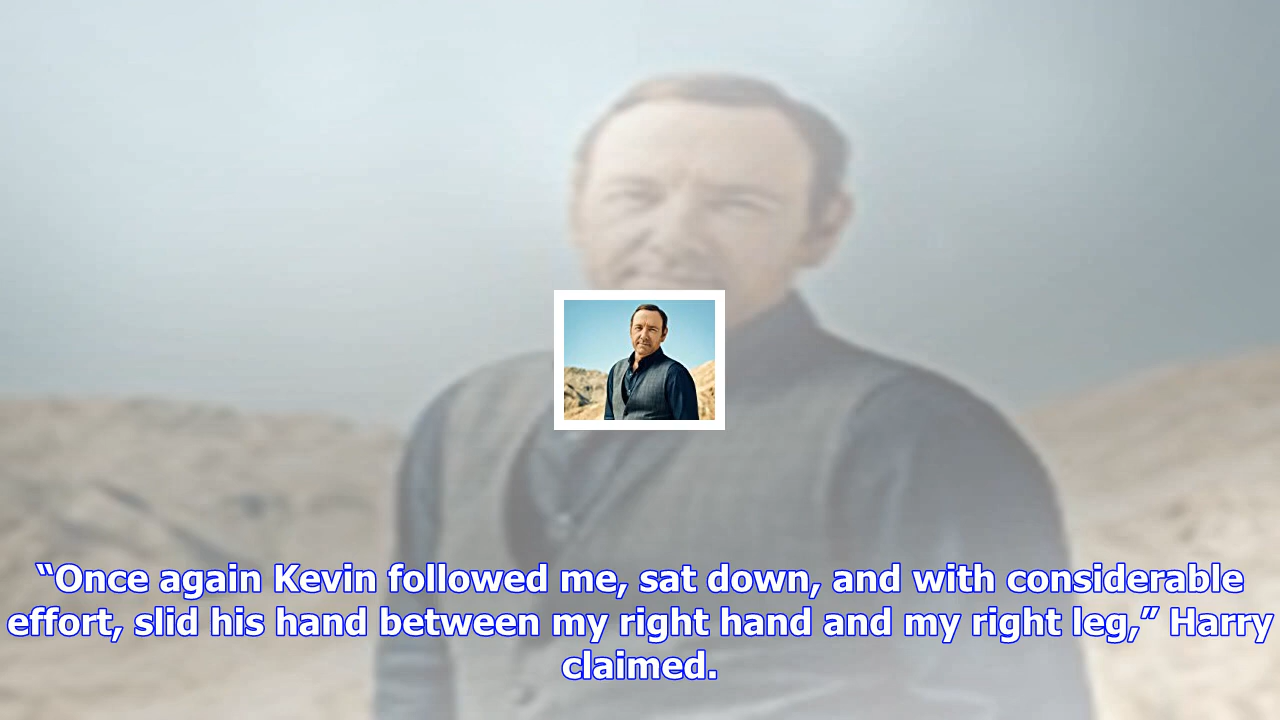 “Once again Kevin followed me, sat down, and with considerable
effort, slid his hand between my right hand and my right leg,” Harry
claimed.